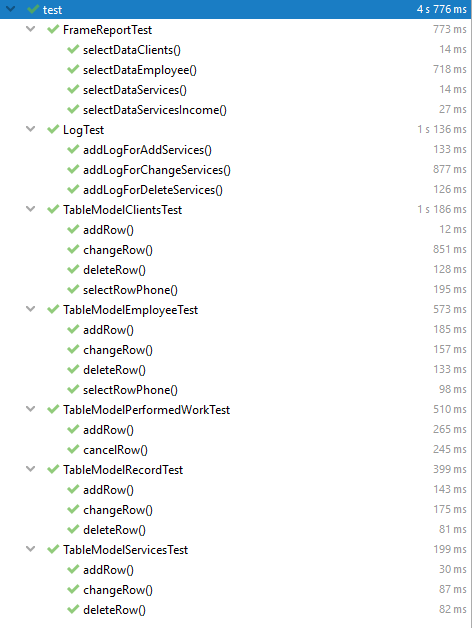 test 4 s 776 ms
FrameReportTest 773 ms
selectDataClients() 14 ms
selectDataEmployee() 718 ms
selectDataServices() 14 ms
selectDataServicesIncome() 27 ms
LogTest 1 s 136 ms
addLogForAddServices() 133 ms
addLogForChangeServices() 877 ms
addLogForDeleteServices() 126 ms
TableModelClientsTest 1 s 186 ms
addRow() 12 ms
changeRow() 851 ms
deleteRow() 128 ms
selectRowPhone() 195 ms
TableModelEmployeeTest 573 ms
addRow() 185 ms
changeRow() 157 ms
deleteRow() 133 ms
selectRowPhone() 98 ms
TableModelPerformedWorkTest 510 ms
addRow() 265 ms
cancelRow() 245 ms
TableModelRecordTest 399 ms
addRow() 143 ms
changeRow() 175 ms
deleteRow() 81 ms
TableModelServicesTest 199 ms
addRow() 30 ms
changeRow() 87 ms
deleteRow() 82 ms